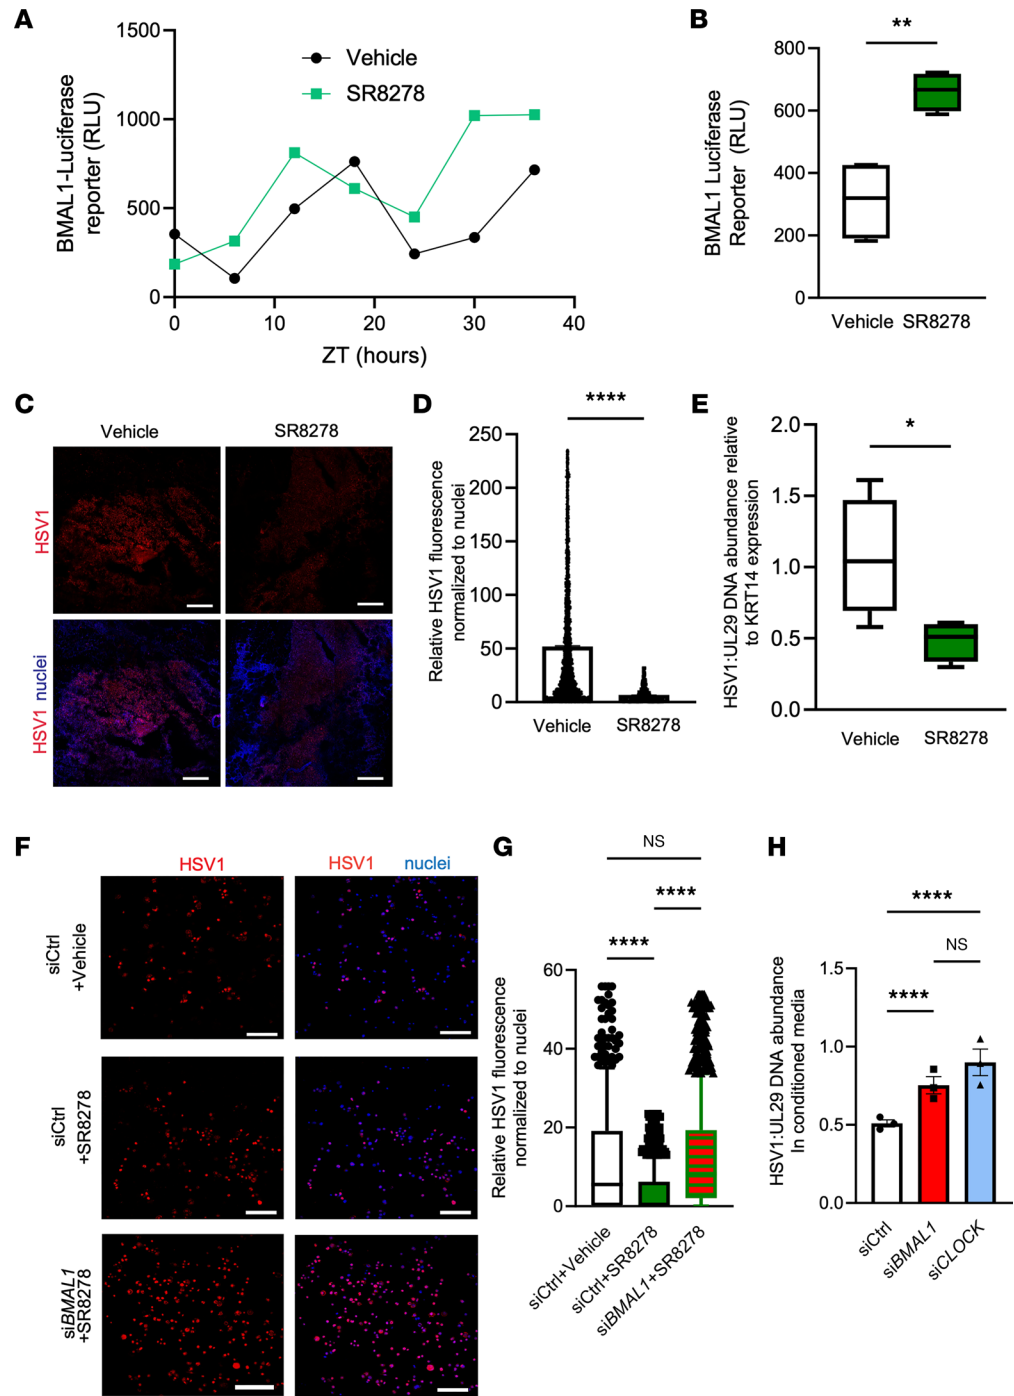 A
BMAL1-Luciferase
reporter (RLU)
1500
1000
500
0
Vehicle
SR8278
0
10
20
30
40
ZT (hours)
B
**
BMAL1 Luciferase
Reporter (RLU)
800
600
400
200
0
Vehicle SR8278
C
Vehicle
SR8278
HSV1
HSV1 nuclei
D
****
Relative HSV1 fluorescence
normalized to nuclei
250
200
150
100
50
0
Vehicle
SR8278
E
*
HSV1:UL29 DNA abundance relative
to KRT14 expression
2.0
1.5
1.0
0.5
0.0
Vehicle
SR8278
F
HSV1
HSV1 nuclei
siCtrl
+Vehicle
siCtrl
+SR8278
siBMAL1
+SR8278
G
NS
****
****
Relative HSV1 fluorescence
normalized to nuclei
60
40
20
0
siCtrl+Vehicle
siCtrl+SR8278
siBMAL1+SR8278
H
****
NS
****
HSV1:UL29 DNA abundance
In conditioned media
1.5
1.0
0.5
0.0
siCtrl
siBMAL1
siCLOCK